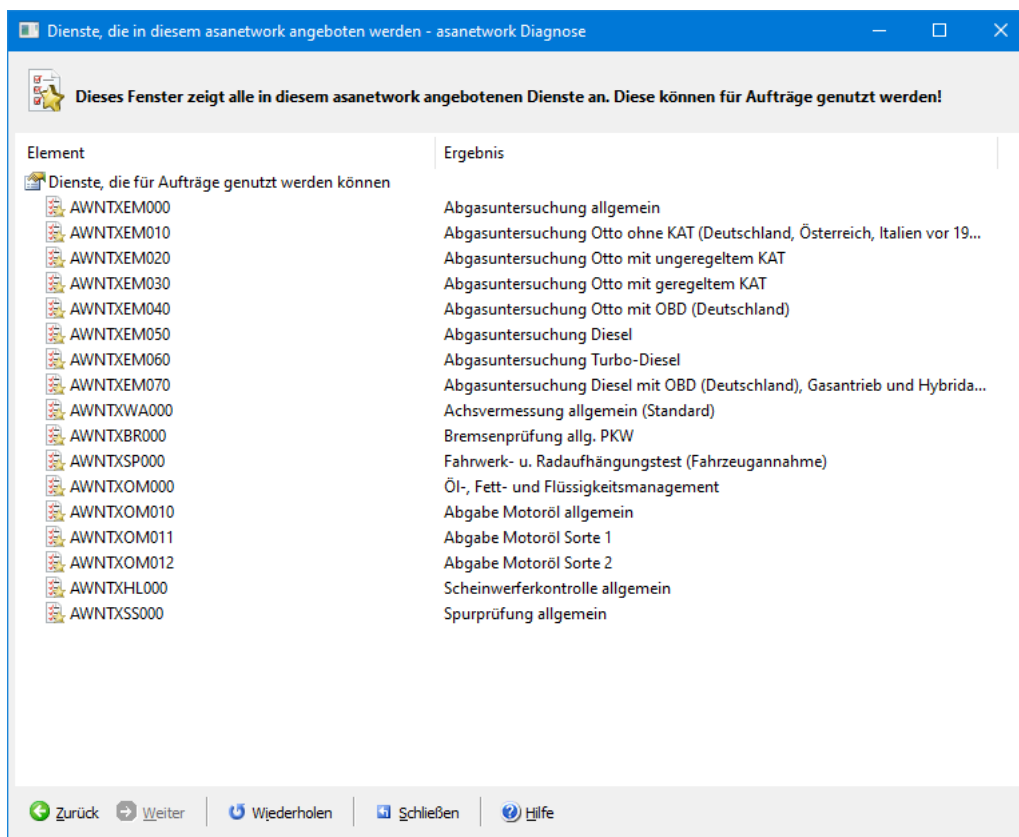 Dienste, die in diesem asanetwork angeboten werden - asanetwork Diagnose
Dieses Fenster zeigt alle in diesem asanetwork angebotenen Dienste an. Diese können für Aufträge genutzt werden!
Element Ergebnis
Dienste, die für Aufträge genutzt werden können
AWNTXEM000 Abgasuntersuchung allgemein
AWNTXEM010 Abgasuntersuchung Otto ohne KAT (Deutschland, Österreich, Italien vor 19...
AWNTXEM020 Abgasuntersuchung Otto mit ungeregeltem KAT
AWNTXEM030 Abgasuntersuchung Otto mit geregeltem KAT
AWNTXEM040 Abgasuntersuchung Otto mit OBD (Deutschland)
AWNTXEM050 Abgasuntersuchung Diesel
AWNTXEM060 Abgasuntersuchung Turbo-Diesel
AWNTXEM070 Abgasuntersuchung Diesel mit OBD (Deutschland), Gasantrieb und Hybrida...
AWNTXWA000 Achsvermessung allgemein (Standard)
AWNTXBR000 Bremsenprüfung allg. PKW
AWNTXSP000 Fahrwerk- u. Radaufhängungstest (Fahrzeugannahme)
AWNTXOM000 Öl-, Fett- und Flüssigkeitsmanagement
AWNTXOM010 Abgabe Motoröl allgemein
AWNTXOM011 Abgabe Motoröl Sorte 1
AWNTXOM012 Abgabe Motoröl Sorte 2
AWNTXHL000 Scheinwerferkontrolle allgemein
AWNTXSS000 Spurprüfung allgemein
Zurück Weiter Wiederholen Schließen Hilfe